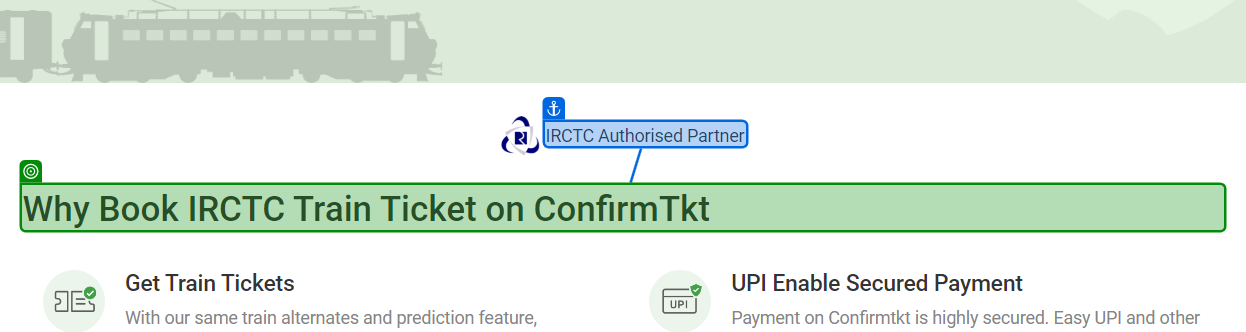 IRCTC Authorised Partner
Why Book IRCTC Train Ticket on ConfirmTkt
Get Train Tickets
With our same train alternates and prediction feature,
UPI Enable Secured Payment
UPI
Payment on Confirmtkt is highly secured. Easy UPI and other